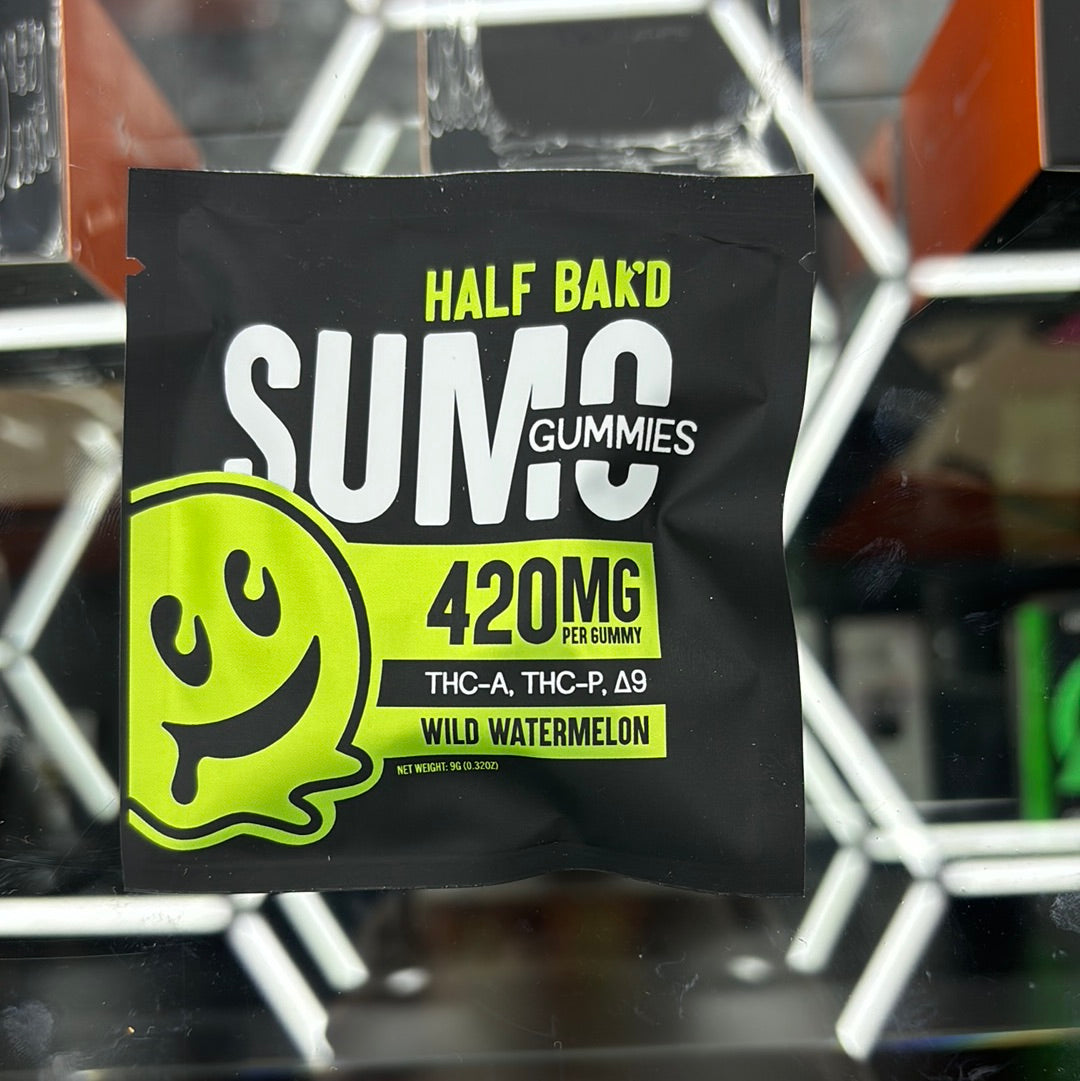 HALF BAK'D
SUMO
GUMMIES
420MG
PER GUMMY
THC-A, THC-P, Δ9
WILD WATERMELON
NET WEIGHT: 9G (0.32OZ)